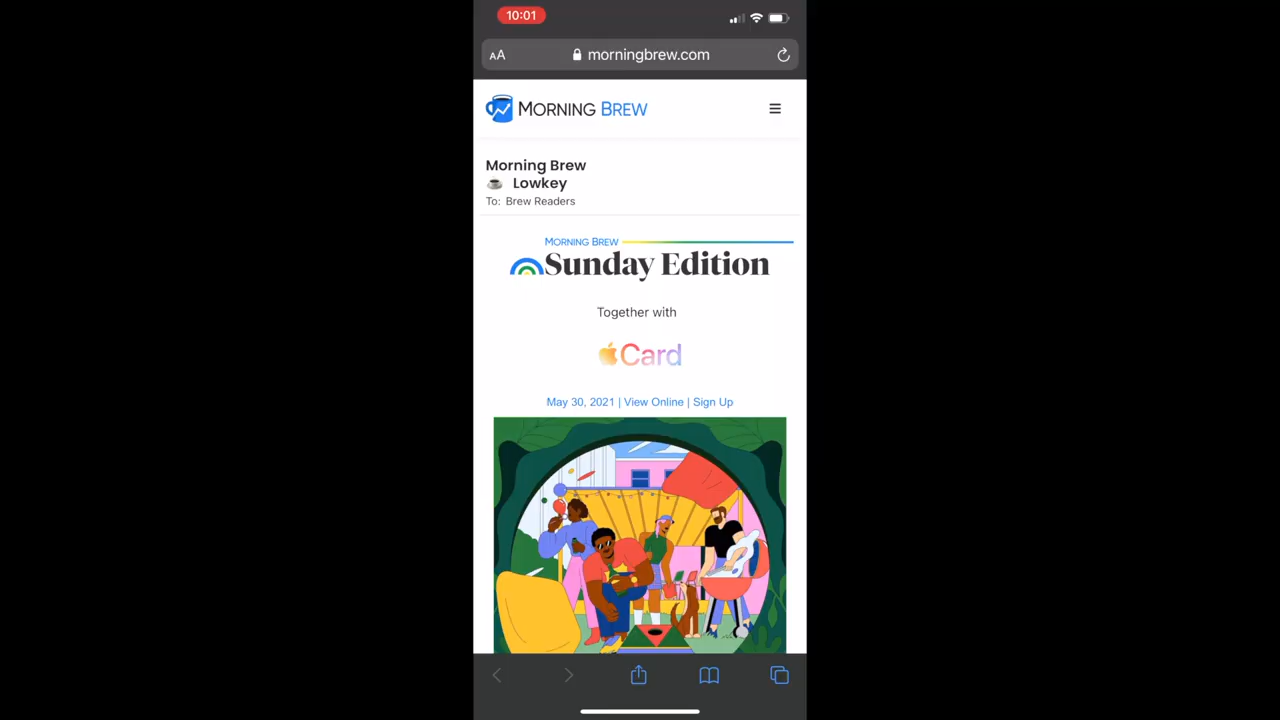 10:01
AA morningbrew.com
MORNING BREW
Morning Brew
Lowkey
To: Brew Readers
MORNING BREW
Sunday Edition
Together with
Card
May 30, 2021 | View Online | Sign Up